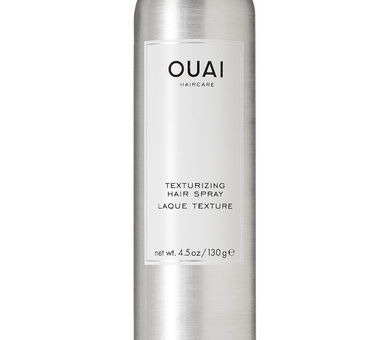 OUAI
HAIRCARE
TEXTURIZING
HAIR SPRAY
LAQUE TEXTURE
net wt. 4.5 oz/130 g ℮